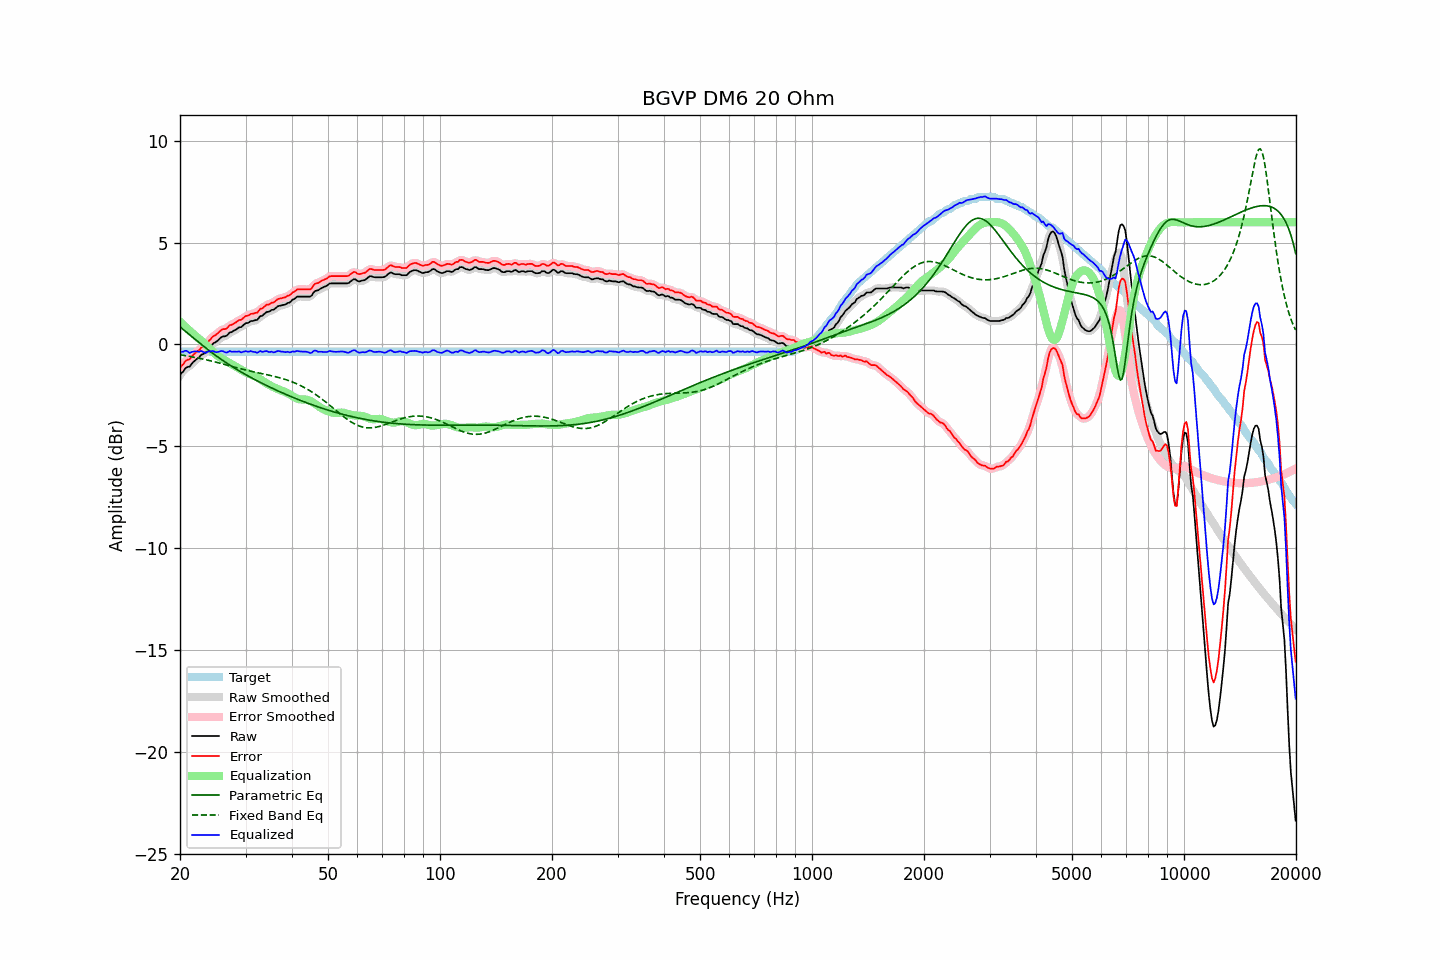 BGVP DM6 20 Ohm
Amplitude (dBr)
10
5
0
−5
−10
−15
−20
−25
Target
Raw Smoothed
Error Smoothed
Raw
Error
Equalization
Parametric Eq
Fixed Band Eq
Equalized
20 50 100 200 500 1000 2000 5000 10000 20000
Frequency (Hz)